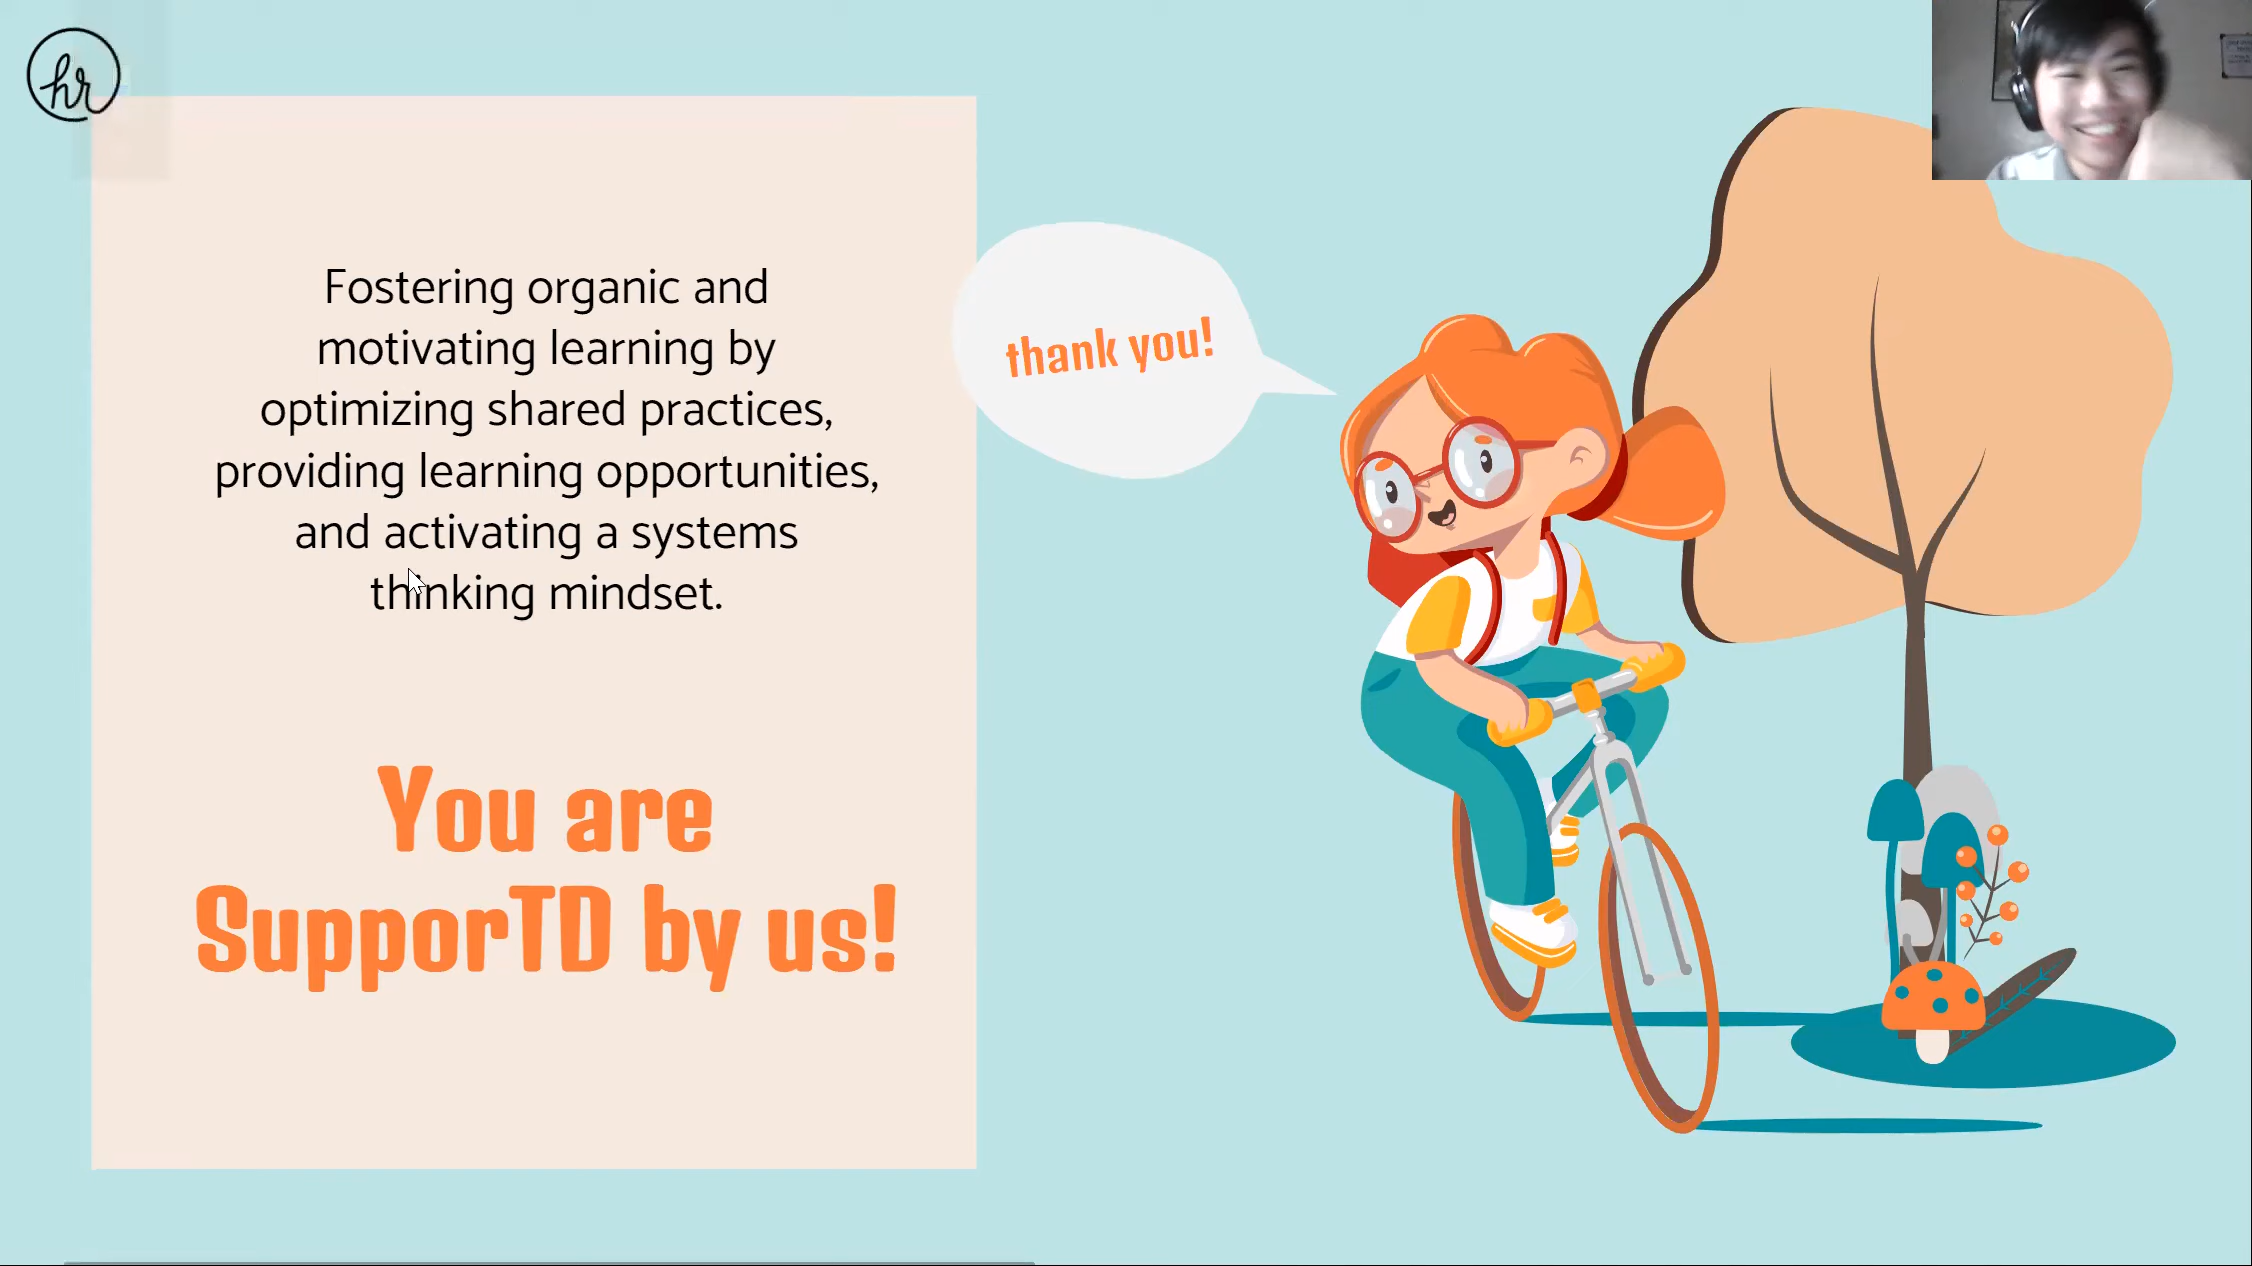 hr
Fostering organic and
motivating learning by
optimizing shared practices,
providing learning opportunities,
and activating a systems
thinking mindset.
You are
SupporTD by us!
thank you!